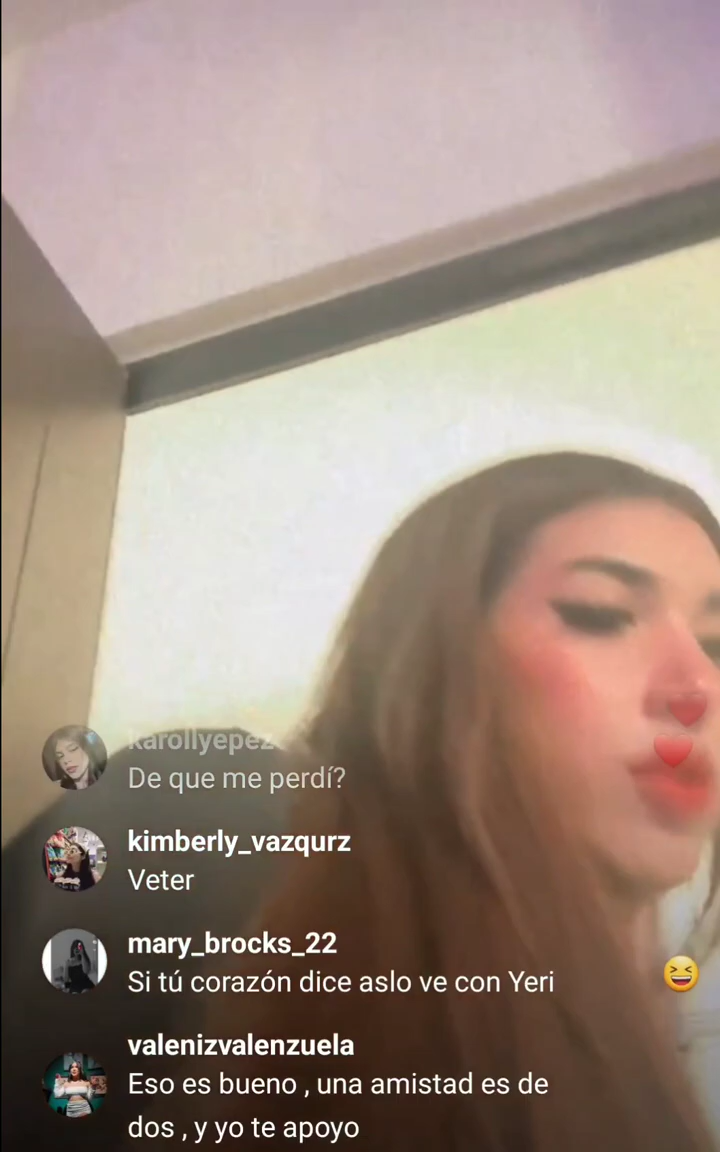 karollyepez
De que me perdí?
kimberly_vazqurz
Veter
mary_brocks_22
Si tú corazón dice aslo ve con Yeri
valenizvalenzuela
Eso es bueno , una amistad es de
dos , y yo te apoyo